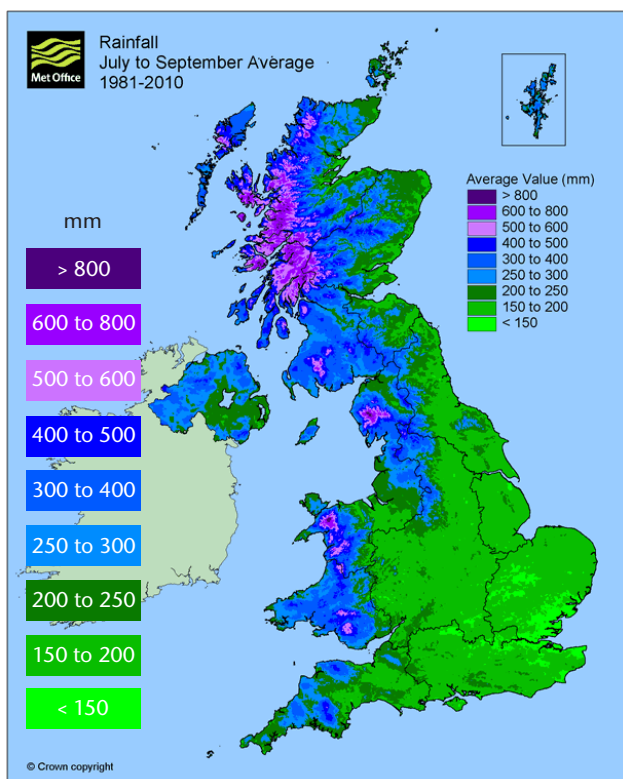 Met Office
Rainfall
July to September Average
1981-2010
mm
> 800
600 to 800
500 to 600
400 to 500
300 to 400
250 to 300
200 to 250
150 to 200
< 150
Average Value (mm)
> 800
600 to 800
500 to 600
400 to 500
300 to 400
250 to 300
200 to 250
150 to 200
< 150
© Crown copyright